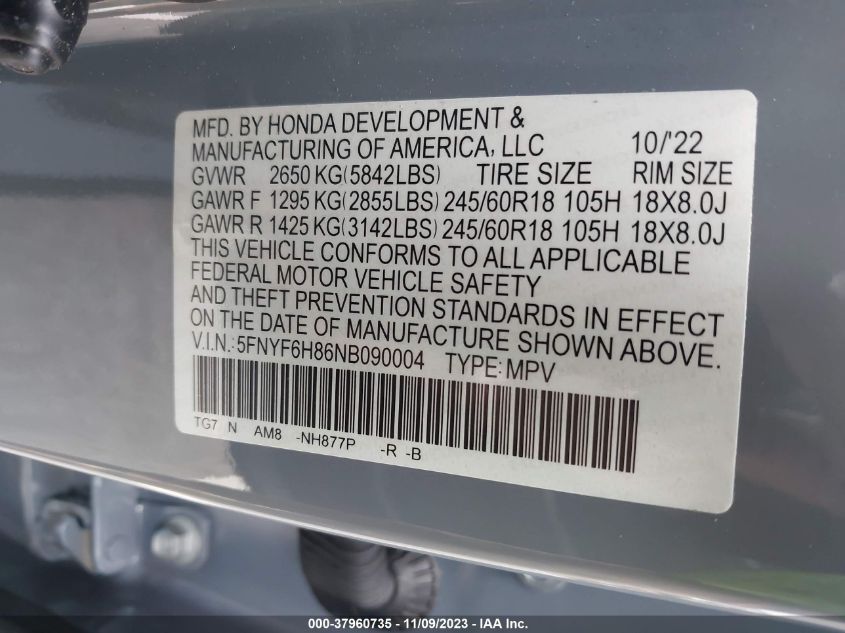 MFD. BY HONDA DEVELOPMENT &
MANUFACTURING OF AMERICA, LLC 10/'22
GVWR 2650 KG(5842LBS) TIRE SIZE RIM SIZE
GAWR F 1295 KG(2855LBS) 245/60R18 105H 18X8.0J
GAWR R 1425 KG(3142LBS) 245/60R18 105H 18X8.0J
THIS VEHICLE CONFORMS TO ALL APPLICABLE
FEDERAL MOTOR VEHICLE SAFETY
AND THEFT PREVENTION STANDARDS IN EFFECT
ON THE DATE OF MANUFACTURE SHOWN ABOVE.
V.I.N.:5FNYF6H86NB090004 TYPE:MPV
TG7 N AM8 -NH877P -R -B
000-37960735 - 11/09/2023 - IAA Inc.